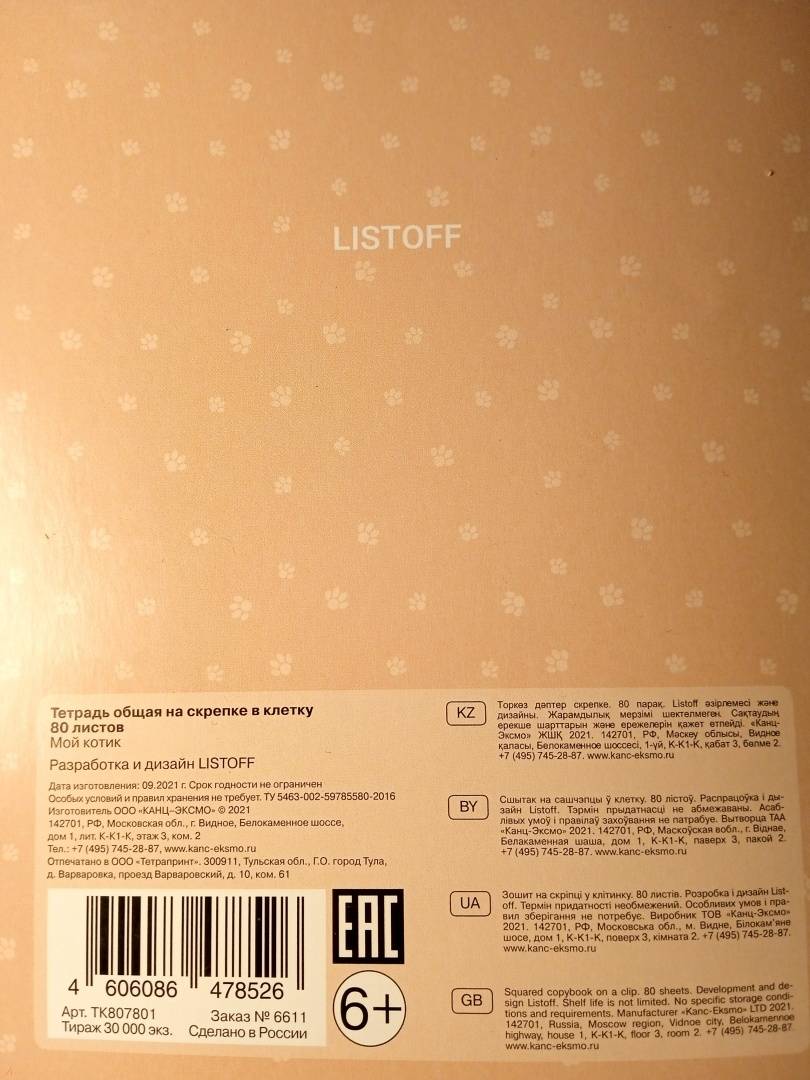 LISTOFF
Тетрадь общая на скрепке в клетку
80 листов
Мой котик
Разработка и дизайн LISTOFF
Дата изготовления: 09.2021 г. Срок годности не ограничен
Особых условий и правил хранения не требует. ТУ 5463-002-59785580-2016
Изготовитель ООО «КАНЦ–ЭКСМО» © 2021
142701, РФ, Московская обл., г. Видное, Белокаменное шоссе,
дом 1, лит. К-К1-К, этаж 3, ком. 2
Тел.: +7 (495) 745-28-87, www.kanc-eksmo.ru
Отпечатано в ООО «Тетрапринт». 300911, Тульская обл., Г.О. город Тула,
д. Варваровка, проезд Варваровский, д. 10, ком. 61
4 606086 478526
Арт. ТК807801 Заказ № 6611
Тираж 30 000 экз. Сделано в России
EAC
6+
KZ
Торкөз дәптер скрепке. 80 парақ. Listoff әзірлемесі және
дизайны. Жарамдылық мерзімі шектелмеген. Сақтаудың
ерекше шарттарын және ережелерін қажет етпейді. «Канц-
Эксмо» ЖШҚ 2021. 142701, РФ, Мәскеу облысы, Видное
қаласы, Белокаменное шоссесі, 1-үй, К-К1-К, қабат 3, бөлме 2.
+7 (495) 745-28-87. www.kanc-eksmo.ru
BY
Сшытак на сашчэпцы ў клетку. 80 лістоў. Распрацоўка і ды-
зайн Listoff. Тэрмін прыдатнасці не абмежаваны. Асаб-
лівых умоў і правілаў захоўвання не патрабуе. Вытворца ТАА
«Канц-Эксмо» 2021. 142701, РФ, Маскоўская вобл., г. Віднае,
Белакаменная шаша, дом 1, К-К1-К, паверх 3, пакой 2.
+7 (495) 745-28-87. www.kanc-eksmo.ru
UA
Зошит на скріпці у клітинку. 80 листів. Розробка і дизайн List-
off. Термін придатності необмежений. Особливих умов і пра-
вил зберігання не потребує. Виробник ТОВ «Канц-Эксмо»
2021. 142701, РФ, Московська обл., м. Видне, Білокам'яне
шосе, дом 1, К-К1-К, поверх 3, кімната 2. +7 (495) 745-28-87.
www.kanc-eksmo.ru
GB
Squared copybook on a clip. 80 sheets. Development and de-
sign Listoff. Shelf life is not limited. No specific storage condi-
tions and requirements. Manufacturer «Kanc-Eksmo» LTD 2021.
142701, Russia, Moscow region, Vidnoe city, Belokamennoe
highway, house 1, K-K1-K, floor 3, room 2. +7 (495) 745-28-87
www.kanc-eksmo.ru